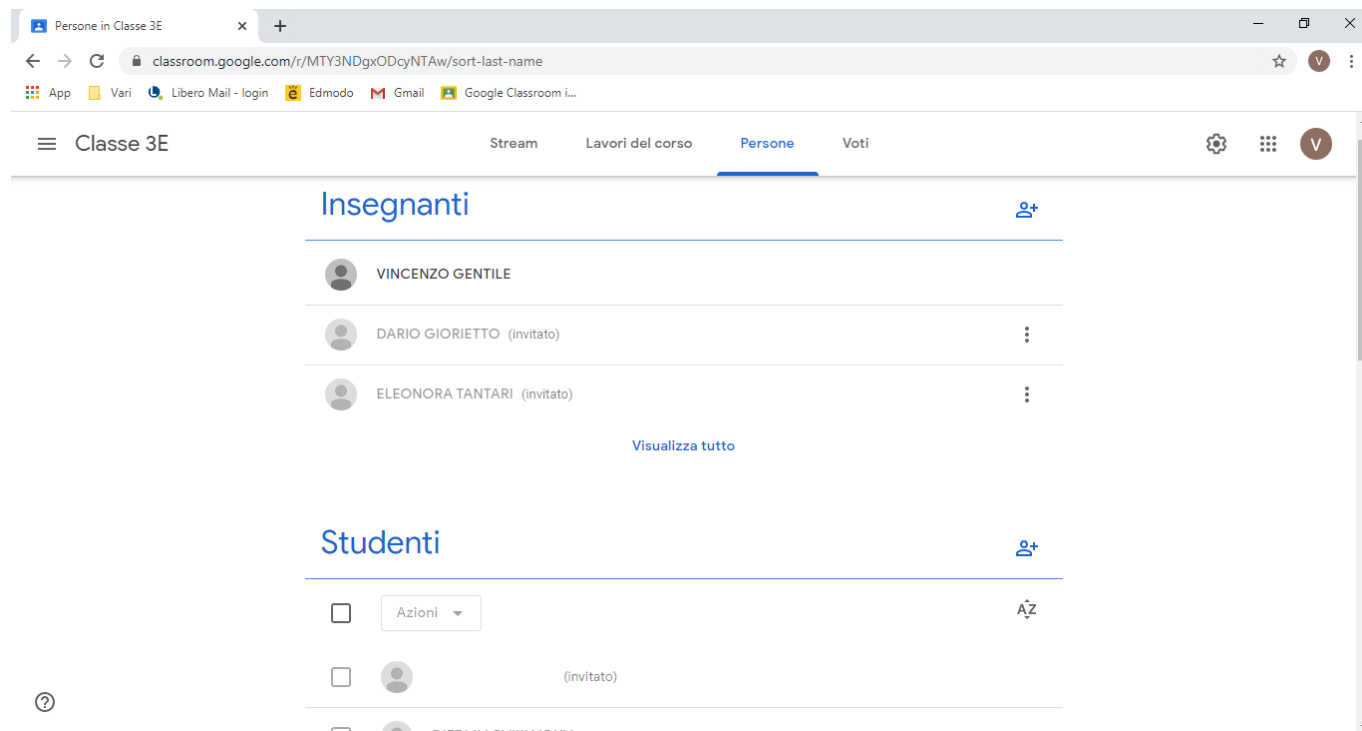 Persone in Classe 3E
classroom.google.com/r/MTY3NDgxODcyNTAw/sort-last-name
V
App Vari Libero Mail - login Edmodo Gmail Google Classroom i...
Classe 3E Stream Lavori del corso Persone Voti V
Insegnanti
VINCENZO GENTILE
DARIO GIORIETTO (invitato)
ELEONORA TANTARI (invitato)
Visualizza tutto
Studenti
Azioni AZ
(invitato)